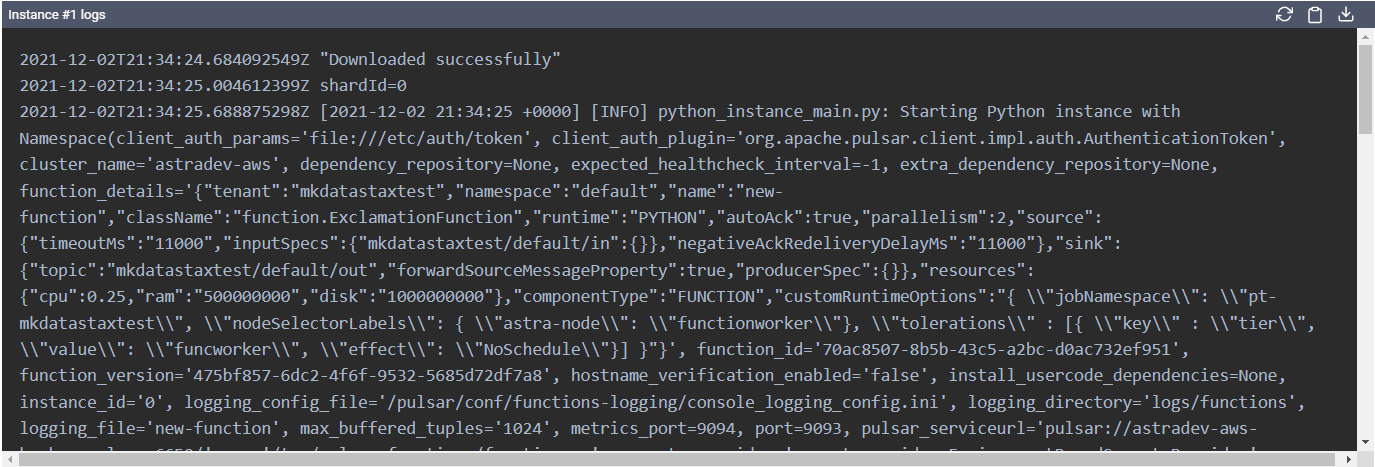 Instance #1 logs
2021-12-02T21:34:24.684092549Z "Downloaded successfully"
2021-12-02T21:34:25.004612399Z shardId=0
2021-12-02T21:34:25.688875298Z [2021-12-02 21:34:25 +0000] [INFO] python_instance_main.py: Starting Python instance with
Namespace(client_auth_params='file:///etc/auth/token', client_auth_plugin='org.apache.pulsar.client.impl.auth.AuthenticationToken',
cluster_name='astradev-aws', dependency_repository=None, expected_healthcheck_interval=-1, extra_dependency_repository=None,
function_details='{"tenant":"mkdatastaxtest","namespace":"default","name":"new-
function","className":"function.ExclamationFunction","runtime":"PYTHON","autoAck":true,"parallelism":2,"source":
{"timeoutMs":"11000","inputSpecs":{"mkdatastaxtest/default/in":{}},"negativeAckRedeliveryDelayMs":"11000"},"sink":
{"topic":"mkdatastaxtest/default/out","forwardSourceMessageProperty":true,"producerSpec":{}},"resources":
{"cpu":0.25,"ram":"500000000","disk":"1000000000"},"componentType":"FUNCTION","customRuntimeOptions":"{ \\"jobNamespace\\": \\"pt-
mkdatastaxtest\\", \\"nodeSelectorLabels\\": { \\"astra-node\\": \\"functionworker\\"}, \\"tolerations\\" : [{ \\"key\\" : \\"tier\\",
\\"value\\": \\"funcworker\\", \\"effect\\": \\"NoSchedule\\"}] }"}', function_id='70ac8507-8b5b-43c5-a2bc-d0ac732ef951',
function_version='475bf857-6dc2-4f6f-9532-5685d72df7a8', hostname_verification_enabled='false', install_usercode_dependencies=None,
instance_id='0', logging_config_file='/pulsar/conf/functions-logging/console_logging_config.ini', logging_directory='logs/functions',
logging_file='new-function', max_buffered_tuples='1024', metrics_port=9094, port=9093, pulsar_serviceurl='pulsar://astradev-aws-